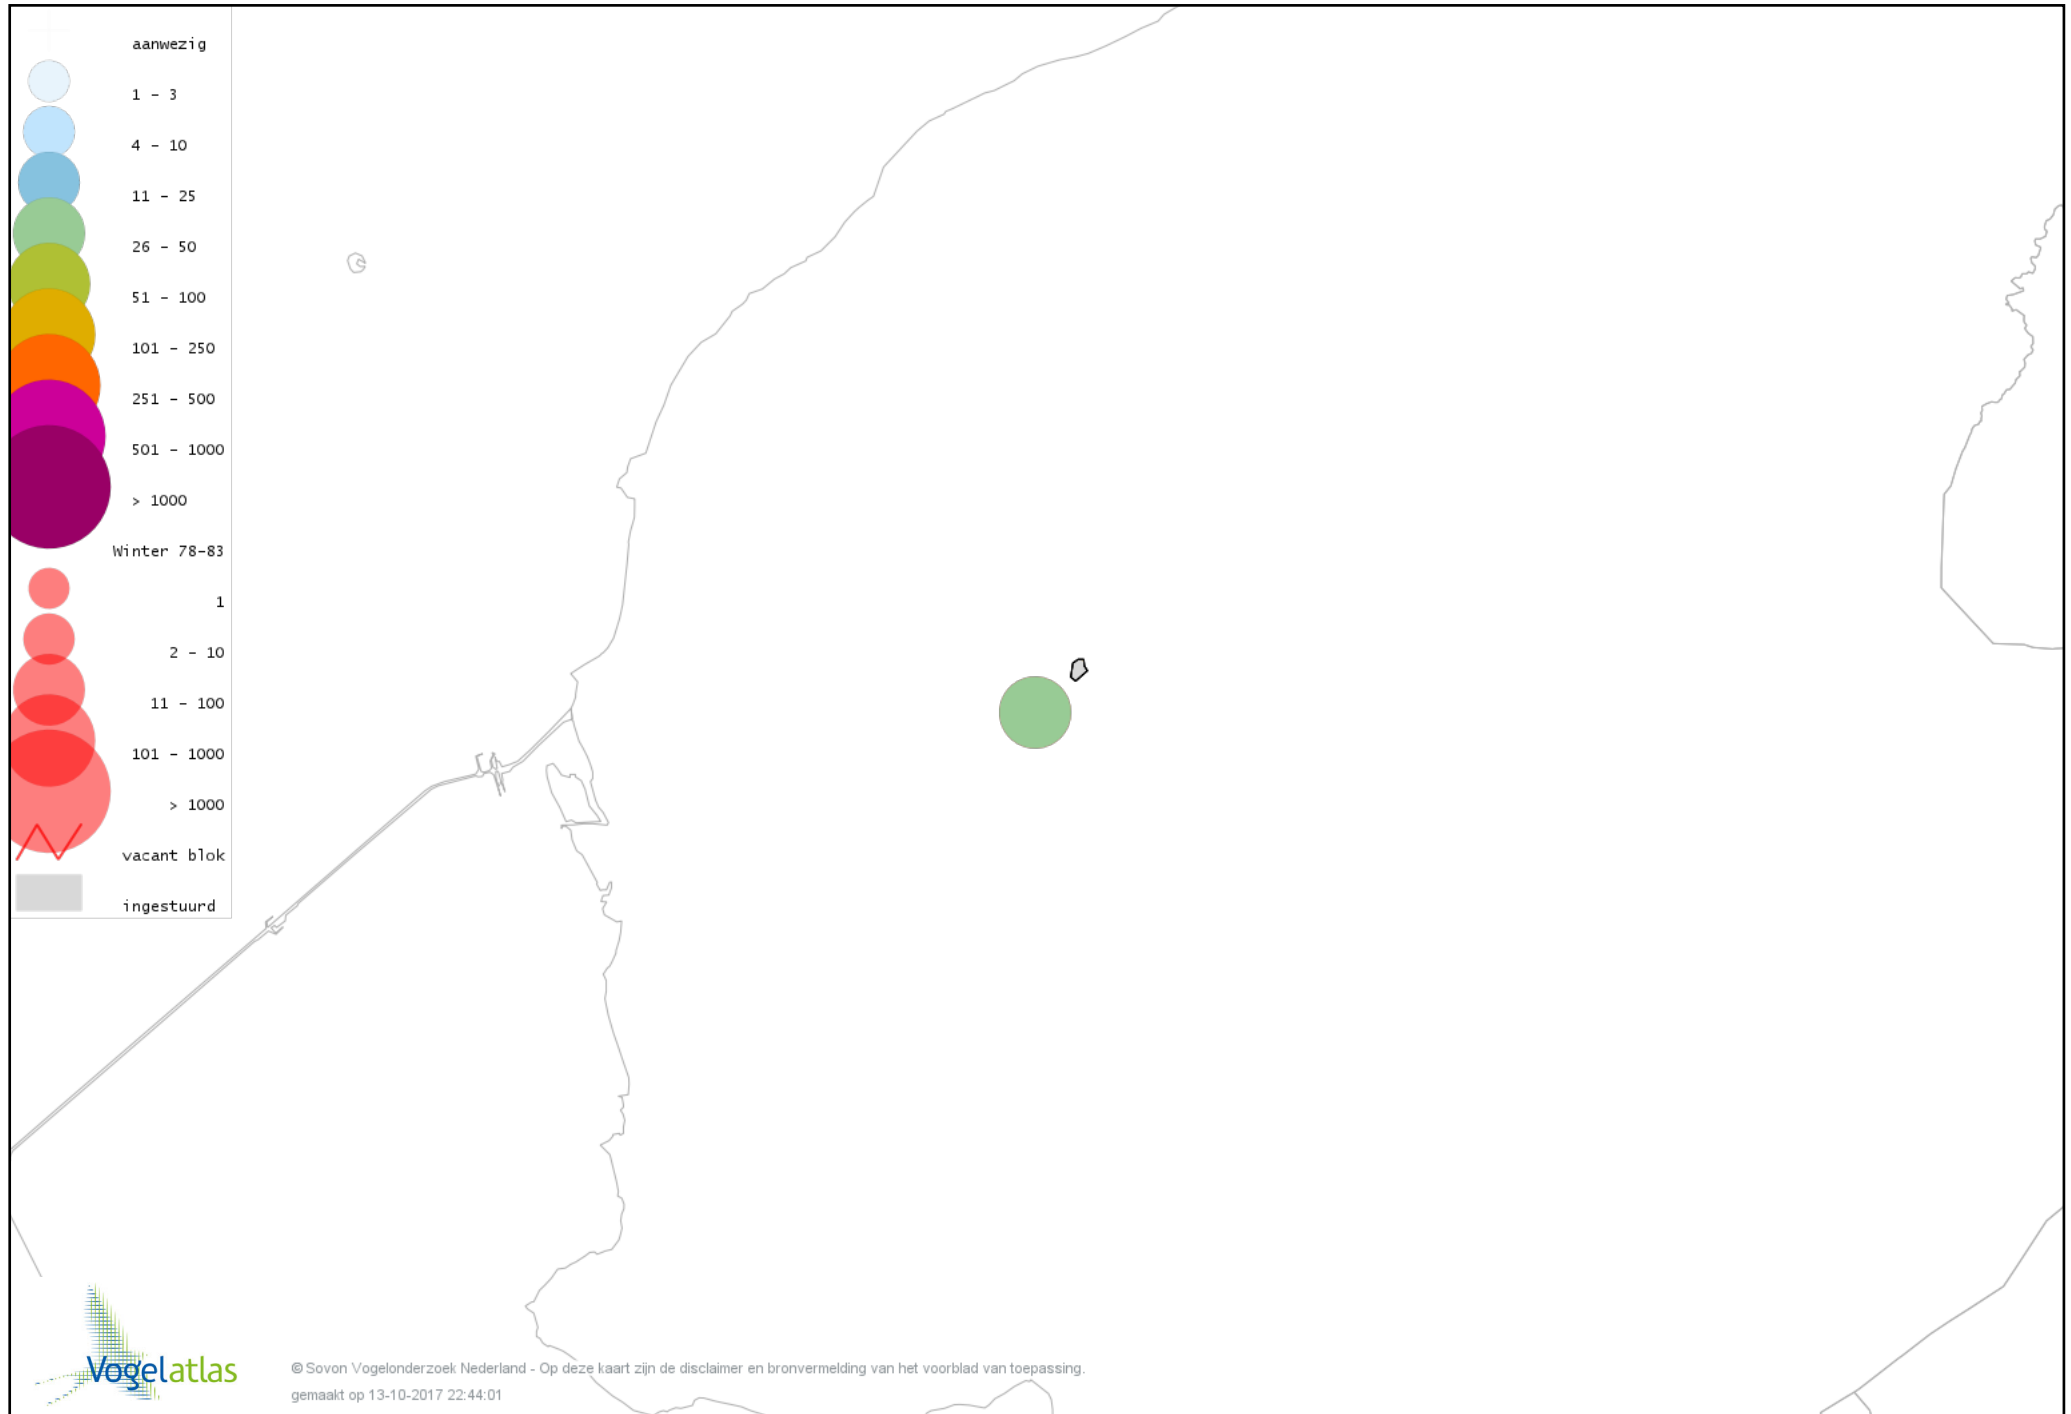 aanwezig
1 - 3
4 - 10
11 - 25
26 - 50
51 - 100
101 - 250
251 - 500
501 - 1000
> 1000
Winter 78-83
1
2 - 10
11 - 100
101 - 1000
> 1000
vacant blok
ingestuurd
Vogelatlas
© Sovon Vogelonderzoek Nederland - Op deze kaart zijn de disclaimer en bronvermelding van het voorblad van toepassing.
gemaakt op 13-10-2017 22:44:01